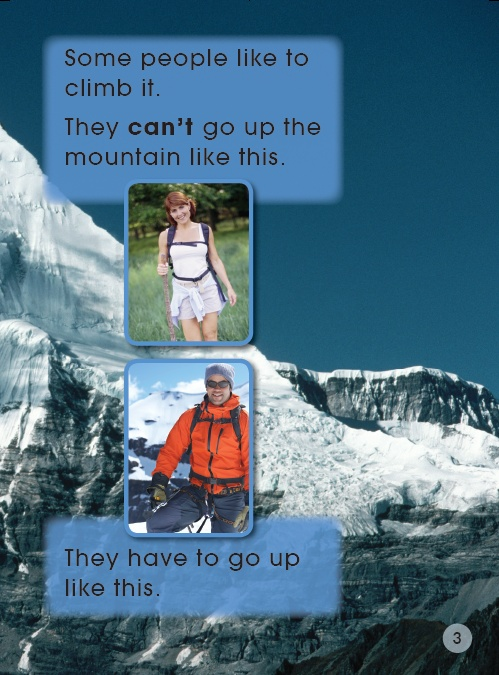 Some people like to
climb it.
They can't go up the
mountain like this.
They have to go up
like this.
3